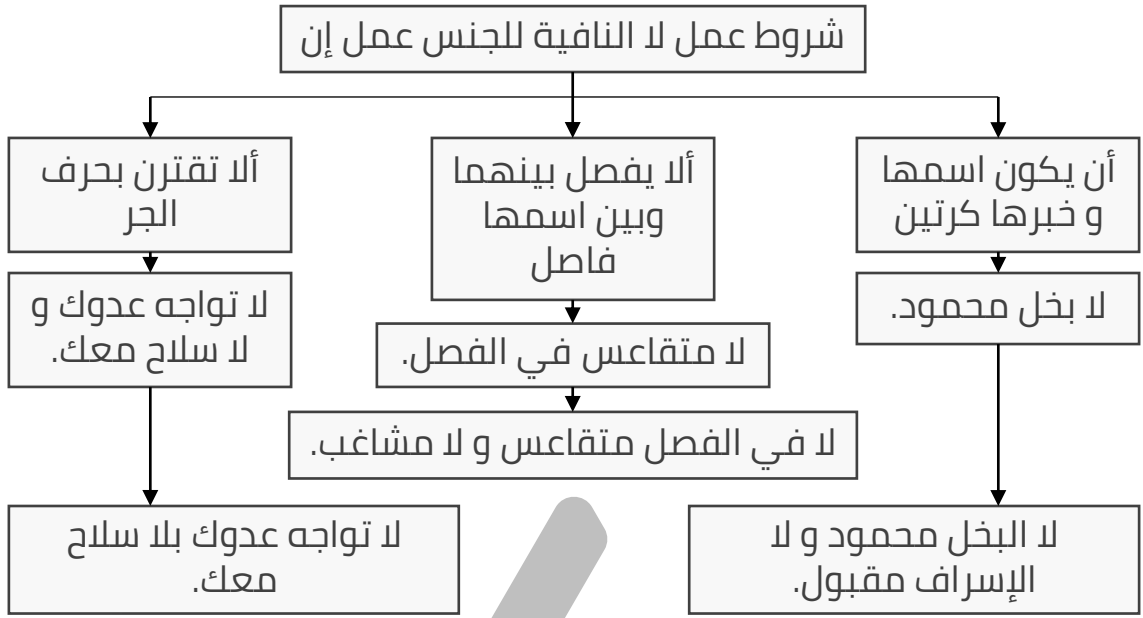 شروط عمل لا النافية للجنس عمل إن
أن يكون اسمها
و خبرها كرتين
لا بخل محمود.
لا البخل محمود و لا
الإسراف مقبول.
ألا يفصل بينهما
وبين اسمها
فاصل
لا متقاعس في الفصل.
لا في الفصل متقاعس و لا مشاغب.
ألا تقترن بحرف
الجر
لا تواجه عدوك و
لا سلاح معك.
لا تواجه عدوك بلا سلاح
معك.